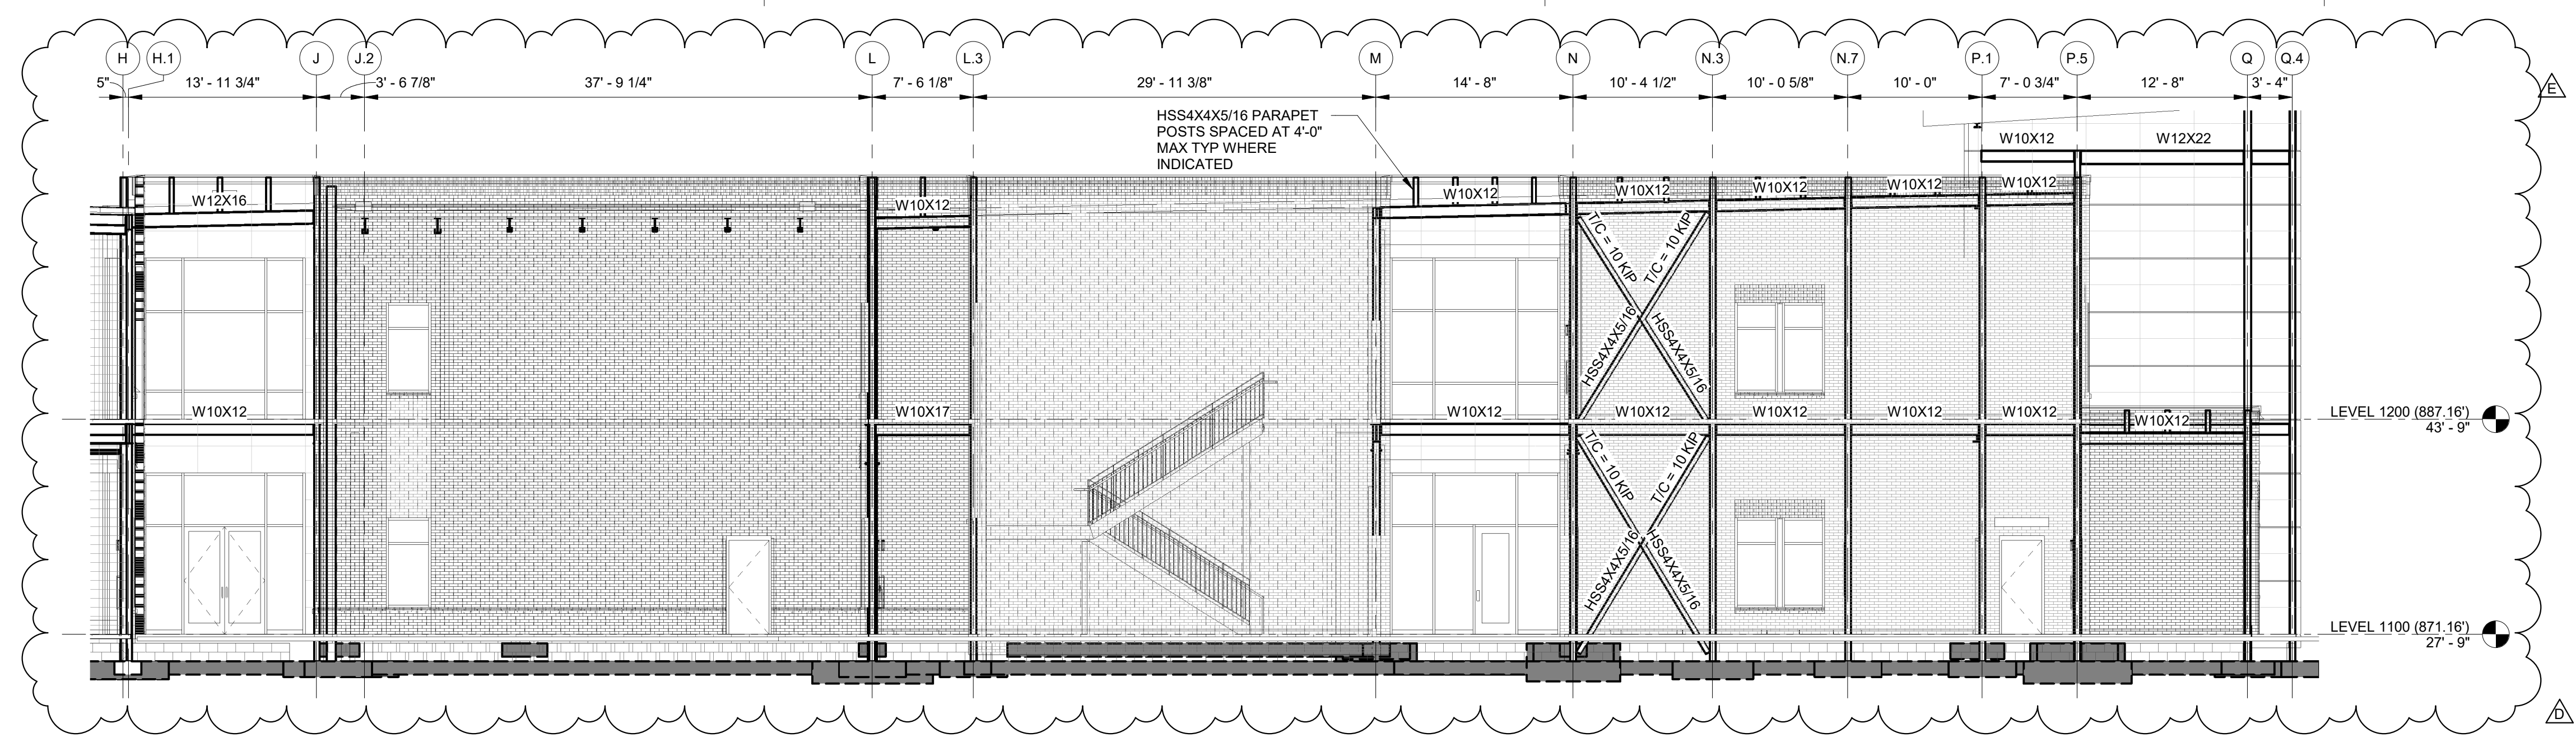 H
H.1
J
J.2
L
L.3
M
N
N.3
N.7
P.1
P.5
Q
Q.4
5"
13' - 11 3/4"
3' - 6 7/8"
37' - 9 1/4"
7' - 6 1/8"
29' - 11 3/8"
14' - 8"
10' - 4 1/2"
10' - 0 5/8"
10' - 0"
7' - 0 3/4"
12' - 8"
3' - 4"
E
HSS4X4X5/16 PARAPET
POSTS SPACED AT 4'-0"
MAX TYP WHERE
INDICATED
W10X12
W12X22
W12X16
W10X12
W10X12
W10X12
W10X12
W10X12
W10X12
T/C = 10 KIP
T/C = 10 KIP
HSS4X4X5/16
HSS4X4X5/16
W10X12
W10X17
W10X12
W10X12
W10X12
W10X12
W10X12
W10X12
LEVEL 1200 (887.16')
43' - 9"
T/C = 10 KIP
T/C = 10 KIP
HSS4X4X5/16
HSS4X4X5/16
LEVEL 1100 (871.16')
27' - 9"
D